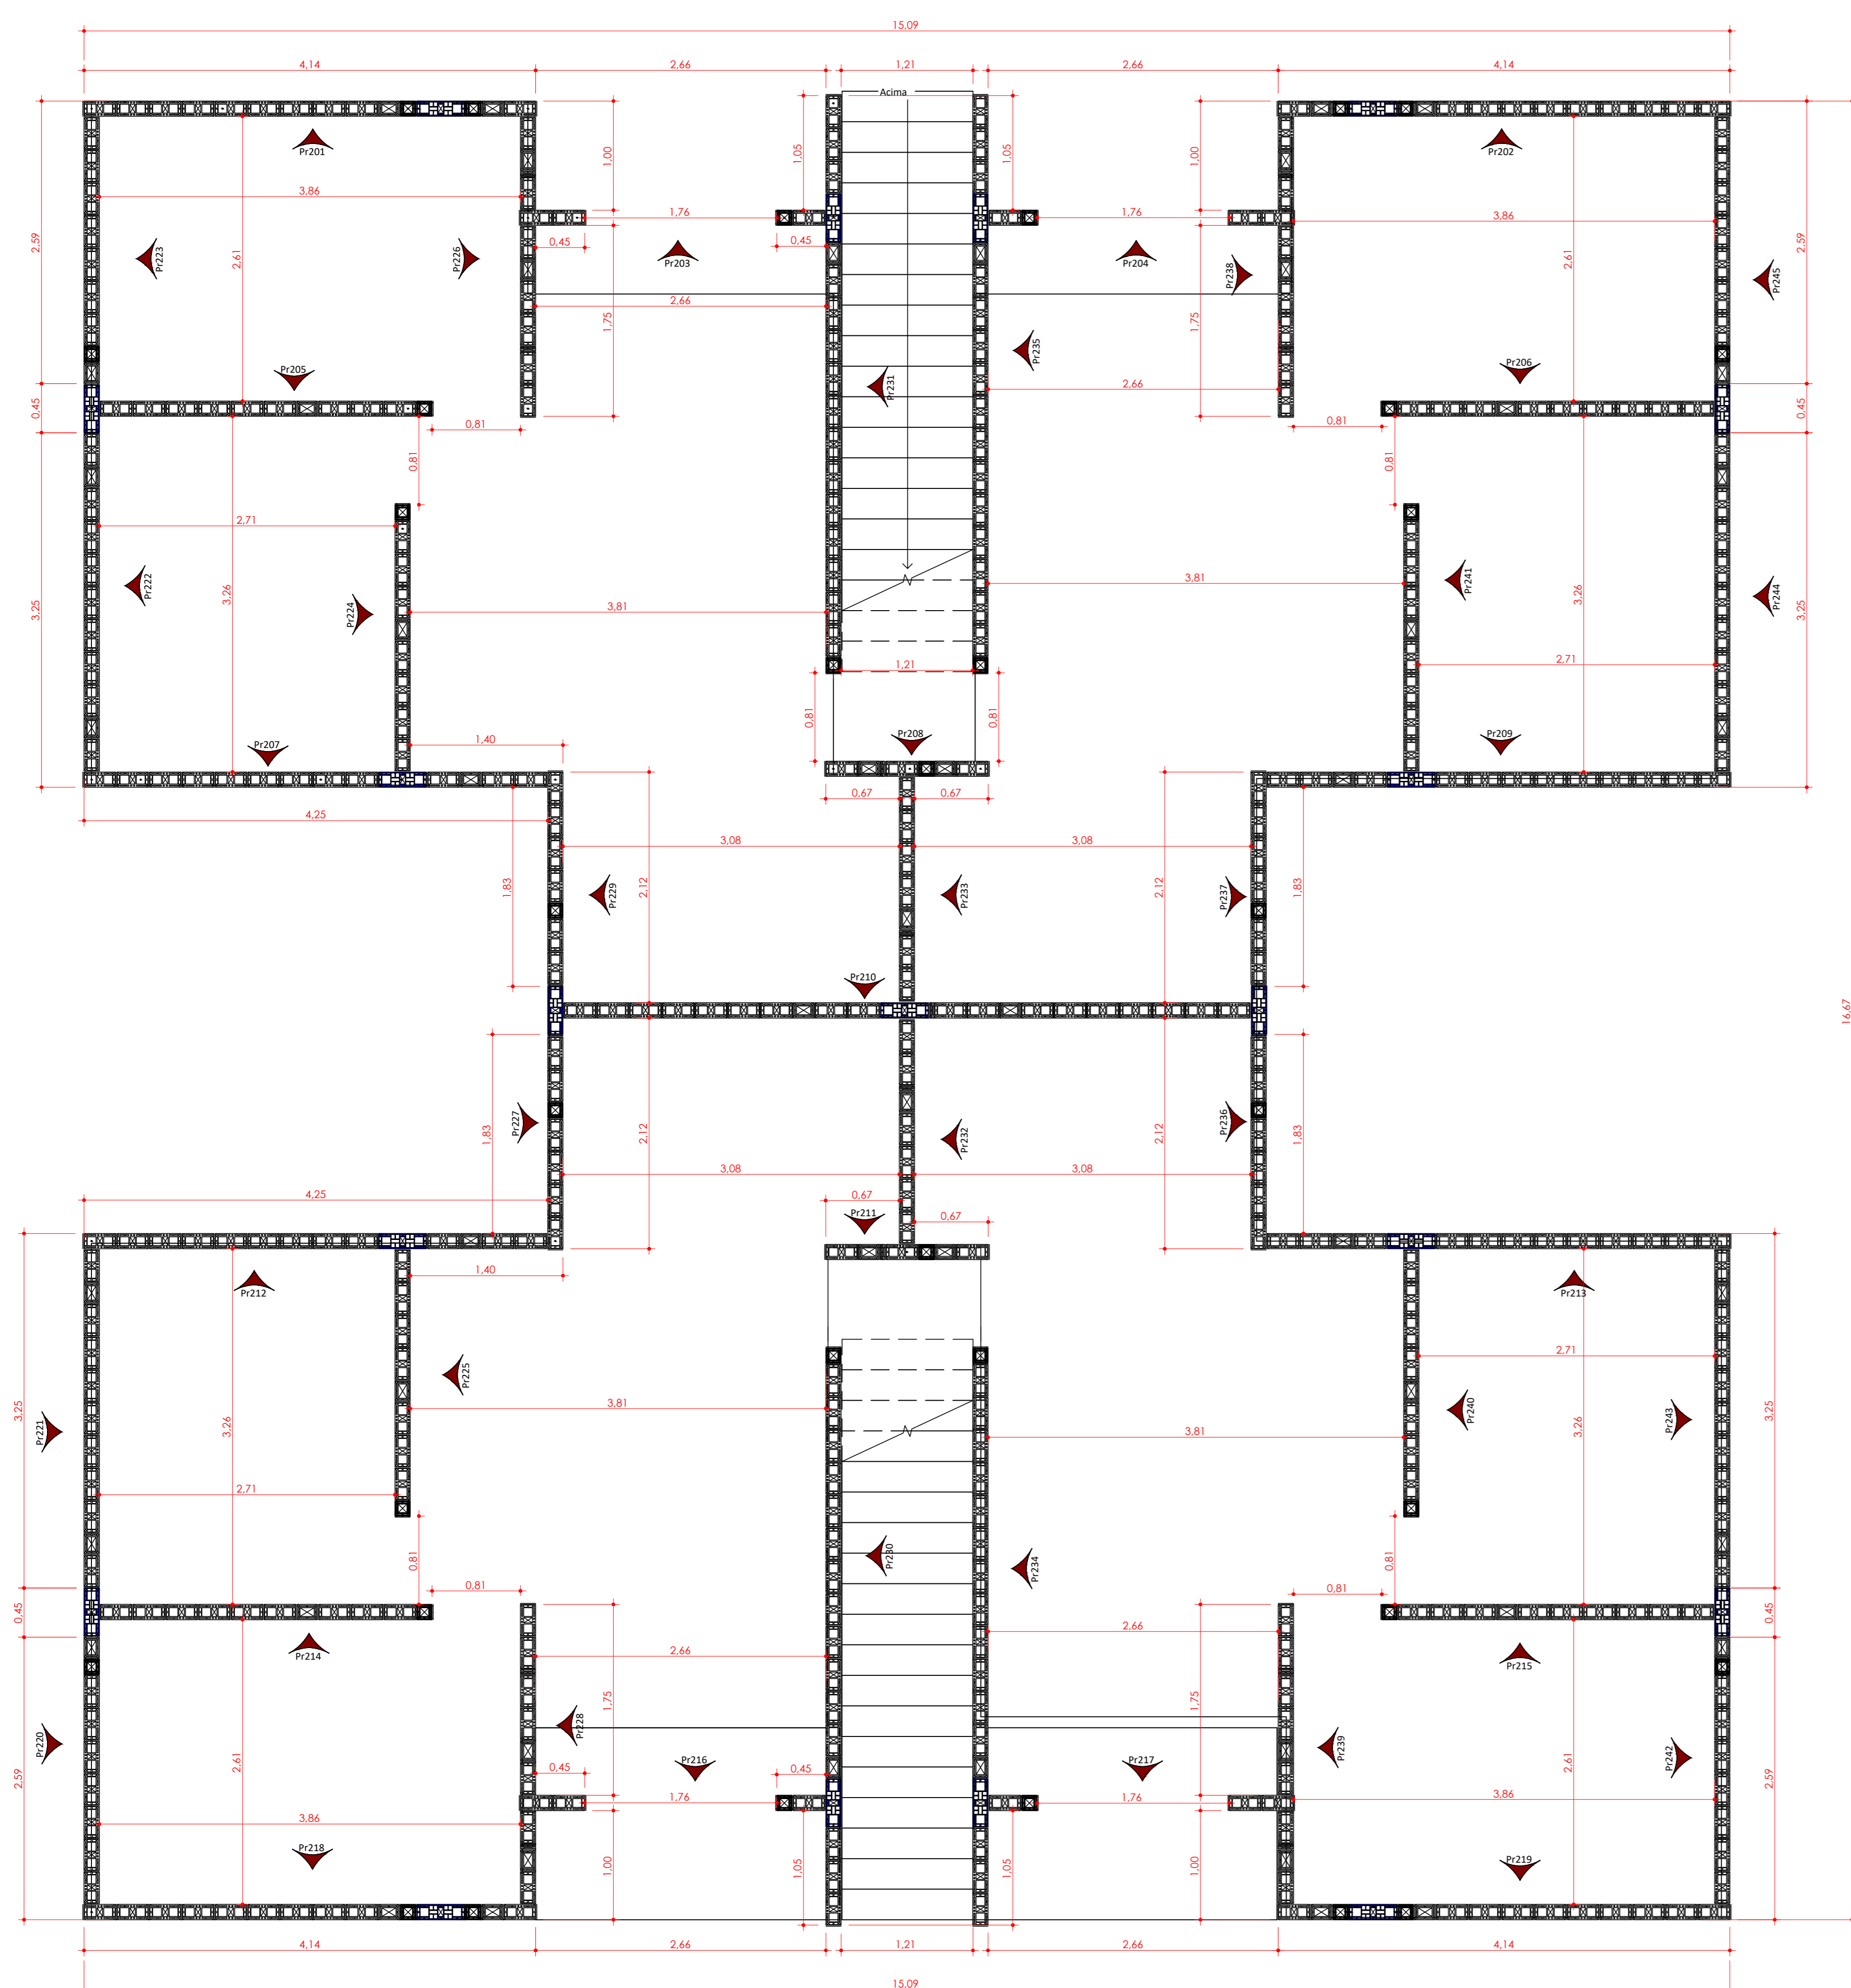 15,09
4,14
2,66
1,21
2,66
4,14
Acima
Pr201
Pr202
1,00
1,05
1,05
1,00
3,86
1,76
1,76
3,86
2,59
2,61
Pr223
Pr226
0,45
Pr203
0,45
Pr204
Pr238
2,61
Pr245
2,59
2,66
1,75
1,75
Pr235
Pr205
Pr231
2,66
Pr206
0,45
0,45
0,81
0,81
0,81
0,81
2,71
Pr222
3,26
Pr224
3,25
3,81
3,81
Pr241
3,26
Pr244
3,25
1,21
2,71
0,81
0,81
Pr207
1,40
Pr208
Pr209
0,67
0,67
4,25
3,08
3,08
1,83
Pr229
2,12
Pr233
2,12
Pr237
1,83
Pr210
16,67
Pr227
1,83
2,12
Pr232
2,12
Pr236
1,83
3,08
3,08
4,25
0,67
Pr211
0,67
1,40
Pr212
Pr213
2,71
Pr225
3,25
Pr221
3,26
3,81
3,81
Pr240
3,26
Pr243
3,25
2,71
Pr230
Pr234
0,81
0,81
0,81
0,81
0,45
0,45
Pr214
2,66
2,66
Pr215
1,75
1,75
Pr228
Pr220
2,61
0,45
Pr216
0,45
Pr217
Pr239
2,61
Pr242
2,59
2,59
1,76
1,76
3,86
3,86
Pr218
1,00
1,05
1,05
1,00
Pr219
4,14
2,66
1,21
2,66
4,14
15,09